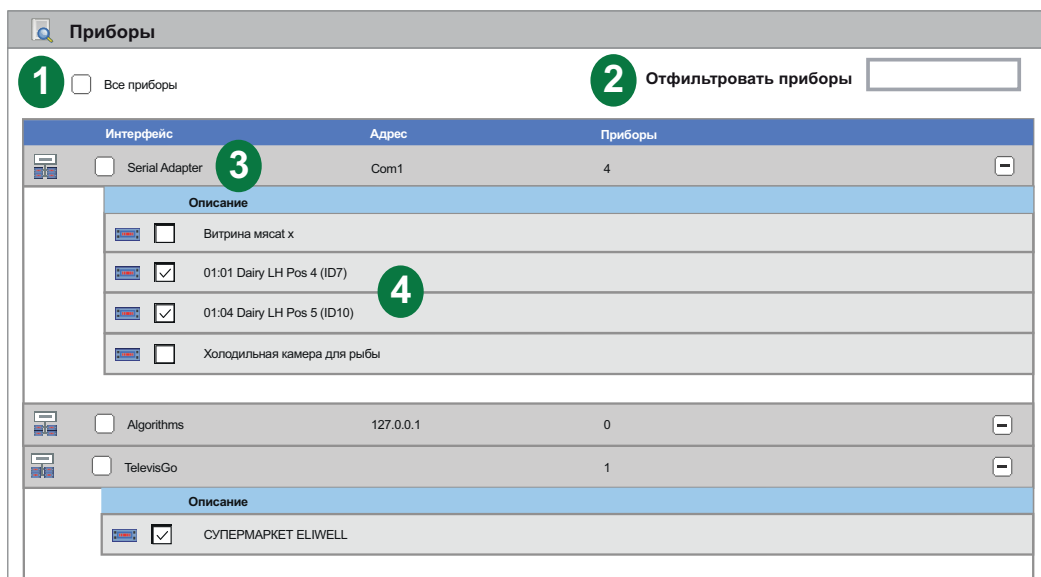 Приборы
1 Все приборы 2 Отфильтровать приборы
Интерфейс Адрес Приборы
Serial Adapter 3 Com1 4
Описание
Витрина мясat x
01:01 Dairy LH Pos 4 (ID7)
4
01:04 Dairy LH Pos 5 (ID10)
Холодильная камера для рыбы
Algorithms 127.0.0.1 0
TelevisGo 1
Описание
СУПЕРМАРКЕТ ELIWELL